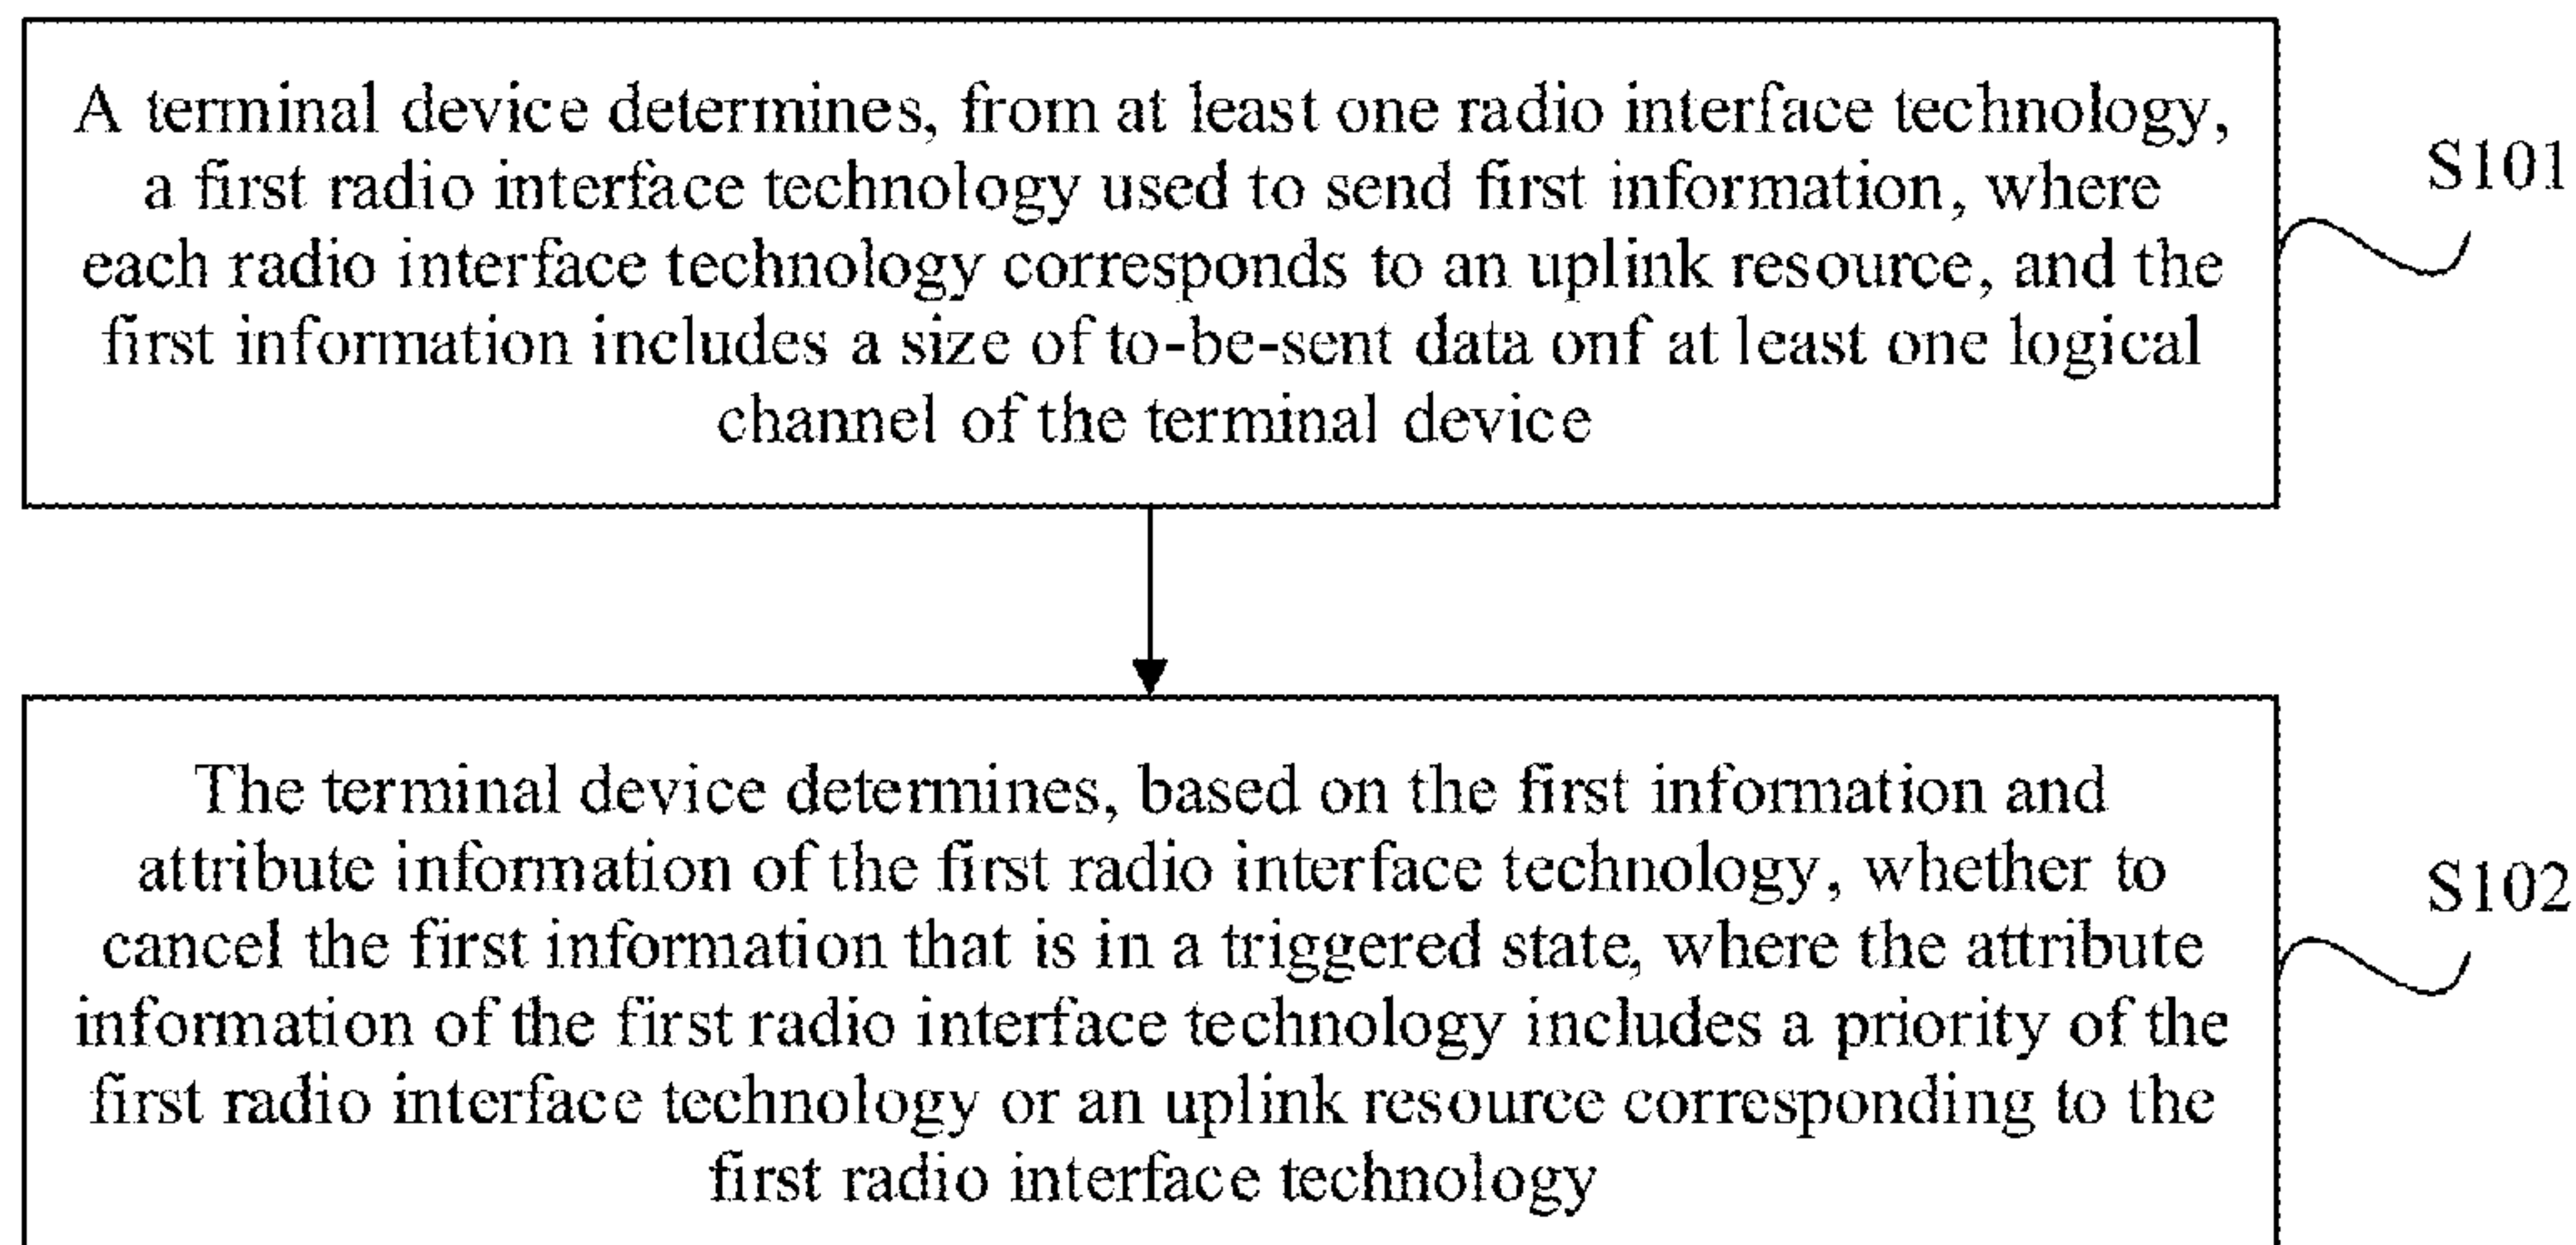 A terminal device determines, from at least one radio interface technology,
a first radio interface technology used to send first information, where
each radio interface technology corresponds to an uplink resource, and the
first information includes a size of to-be-sent data onf at least one logical
channel of the terminal device
S101
The terminal device determines, based on the first information and
attribute information of the first radio interface technology, whether to
cancel the first information that is in a triggered state, where the attribute
information of the first radio interface technology includes a priority of the
first radio interface technology or an uplink resource corresponding to the
first radio interface technology
S102